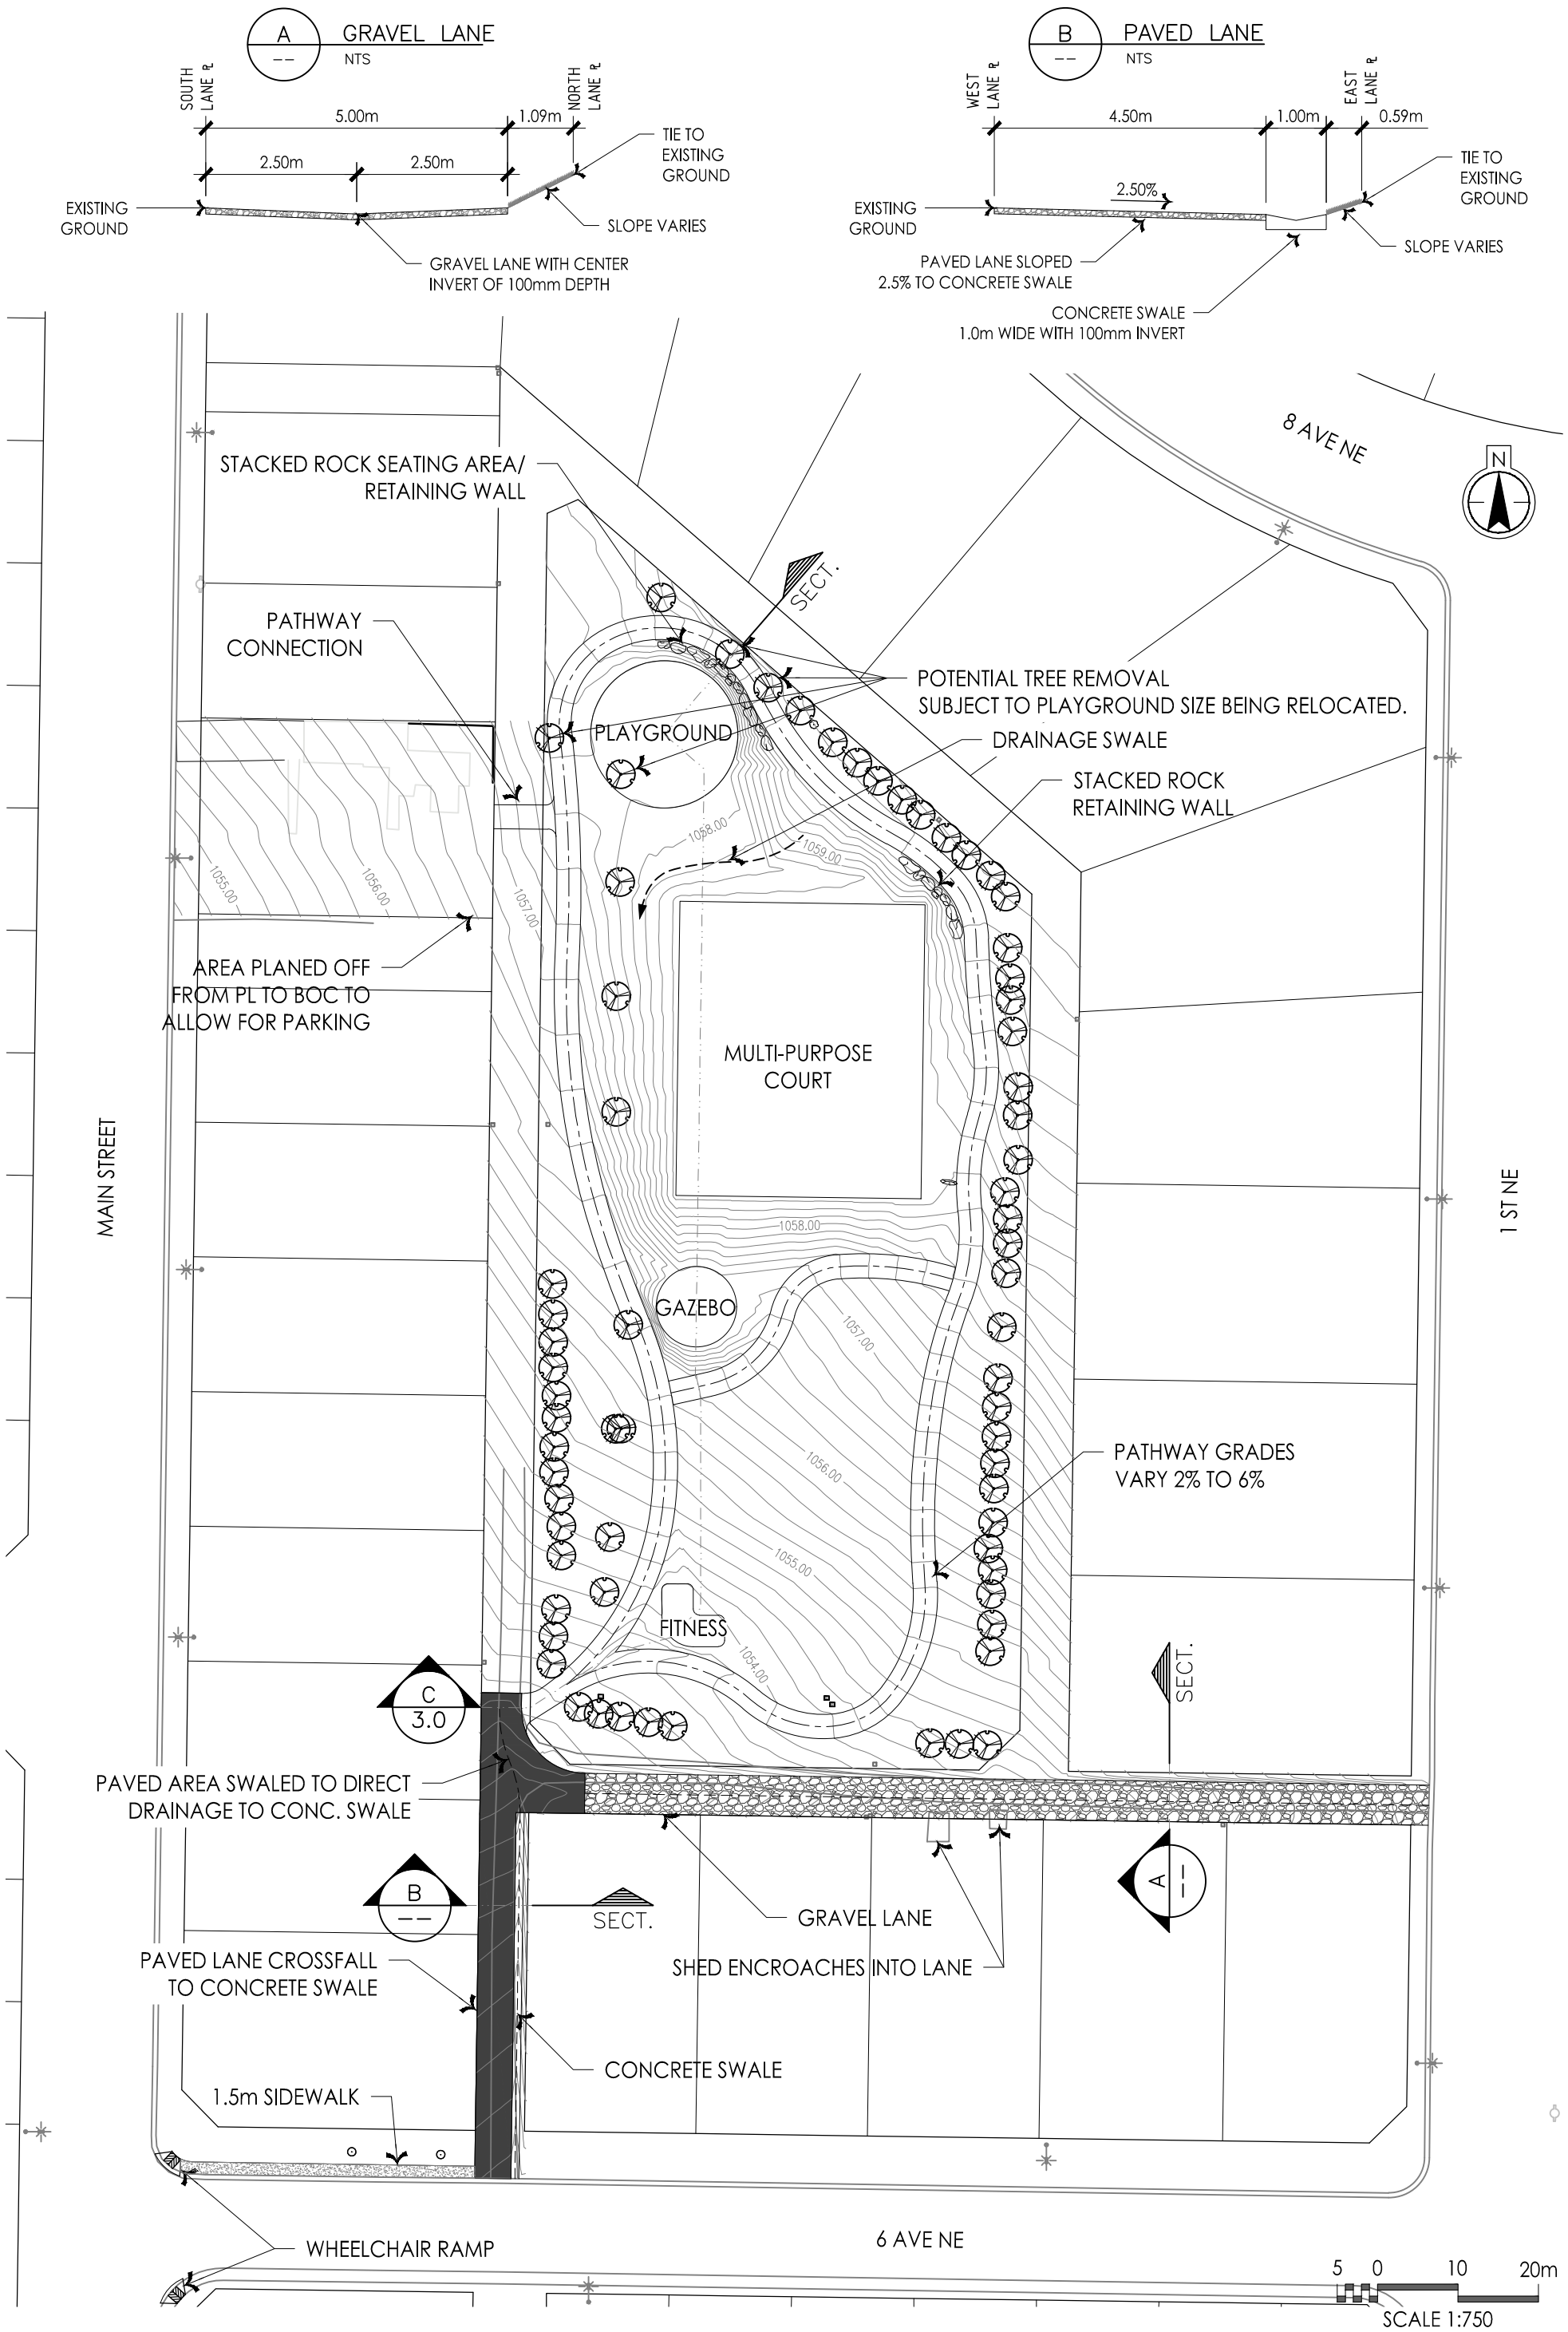 A
--
GRAVEL LANE
NTS
SOUTH
LANE ℞
NORTH
LANE ℞
5.00m
1.09m
2.50m
2.50m
TIE TO
EXISTING
GROUND
EXISTING
GROUND
SLOPE VARIES
GRAVEL LANE WITH CENTER
INVERT OF 100mm DEPTH
B
--
PAVED LANE
NTS
WEST
LANE ℞
EAST
LANE ℞
4.50m
1.00m
0.59m
2.50%
TIE TO
EXISTING
GROUND
EXISTING
GROUND
SLOPE VARIES
PAVED LANE SLOPED
2.5% TO CONCRETE SWALE
CONCRETE SWALE
1.0m WIDE WITH 100mm INVERT
8 AVE NE
N
STACKED ROCK SEATING AREA/
RETAINING WALL
SECT.
PATHWAY
CONNECTION
POTENTIAL TREE REMOVAL
SUBJECT TO PLAYGROUND SIZE BEING RELOCATED.
PLAYGROUND
DRAINAGE SWALE
STACKED ROCK
RETAINING WALL
1058.00
1059.00
1055.00
1056.00
1057.00
AREA PLANED OFF
FROM PL TO BOC TO
ALLOW FOR PARKING
MULTI-PURPOSE
COURT
MAIN STREET
1 ST NE
1058.00
GAZEBO
1057.00
PATHWAY GRADES
VARY 2% TO 6%
1056.00
1055.00
FITNESS
1054.00
SECT.
C
3.0
PAVED AREA SWALED TO DIRECT
DRAINAGE TO CONC. SWALE
B
--
SECT.
A
--
GRAVEL LANE
SHED ENCROACHES INTO LANE
PAVED LANE CROSSFALL
TO CONCRETE SWALE
CONCRETE SWALE
1.5m SIDEWALK
WHEELCHAIR RAMP
6 AVE NE
5 0 10 20m
SCALE 1:750